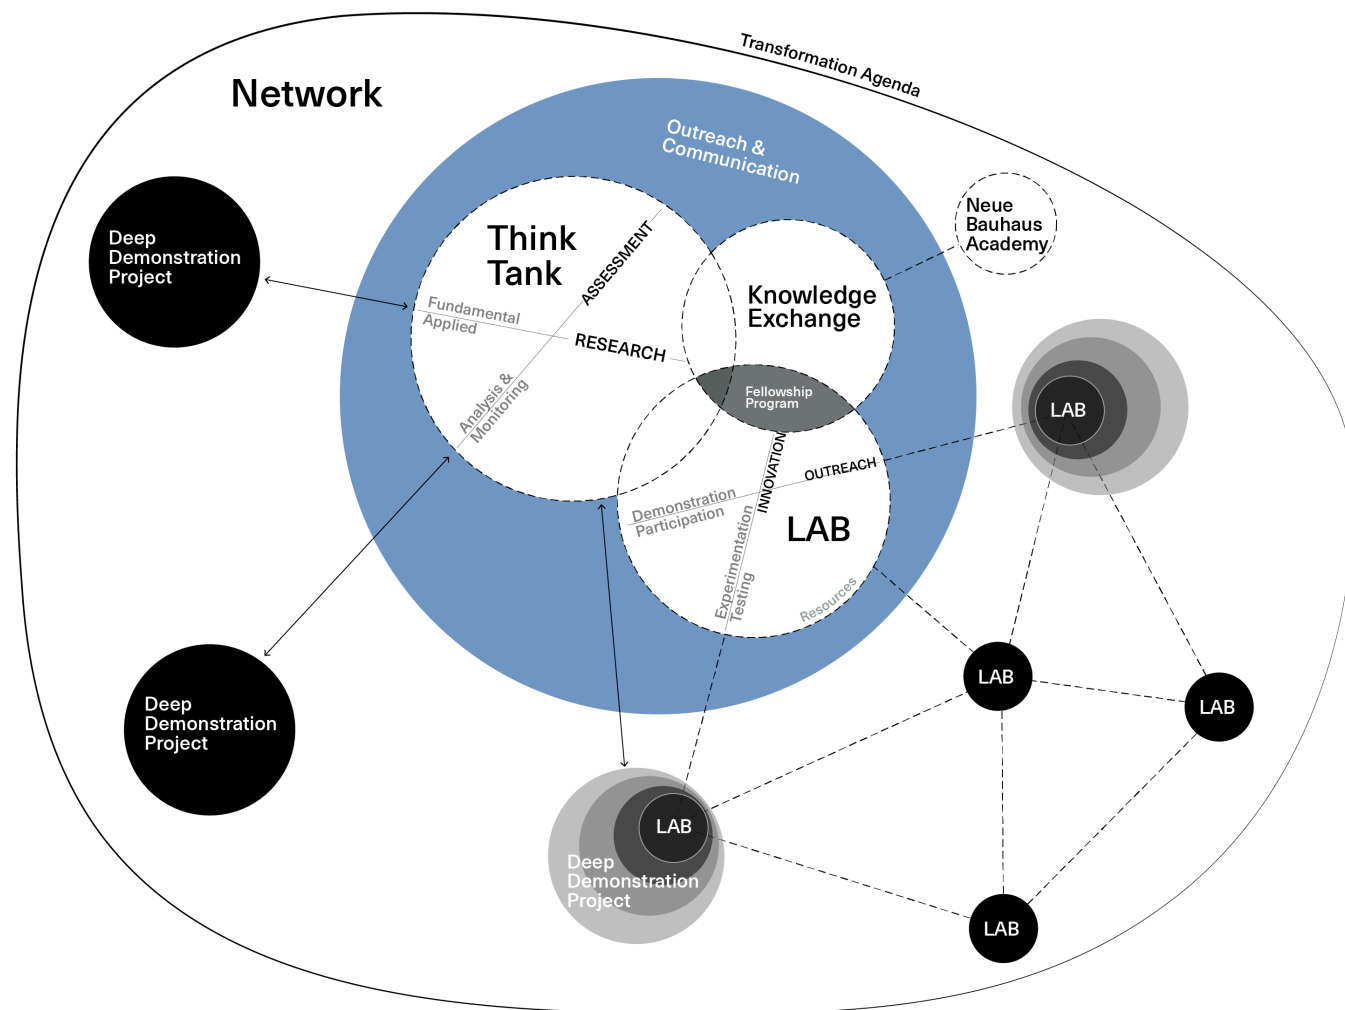 Transformation Agenda
Network
Outreach &
Communication
Neue
Bauhaus
Academy
Deep
Demonstration
Project
Think
Tank
ASSESSMENT
Fundamental
Applied
RESEARCH
Analysis &
Monitoring
Knowledge
Exchange
Fellowship
Program
INNOVATION
OUTREACH
Demonstration
Participation
LAB
Experimentation
Testing
Resources
LAB
LAB
LAB
Deep
Demonstration
Project
LAB
Deep
Demonstration
Project
LAB